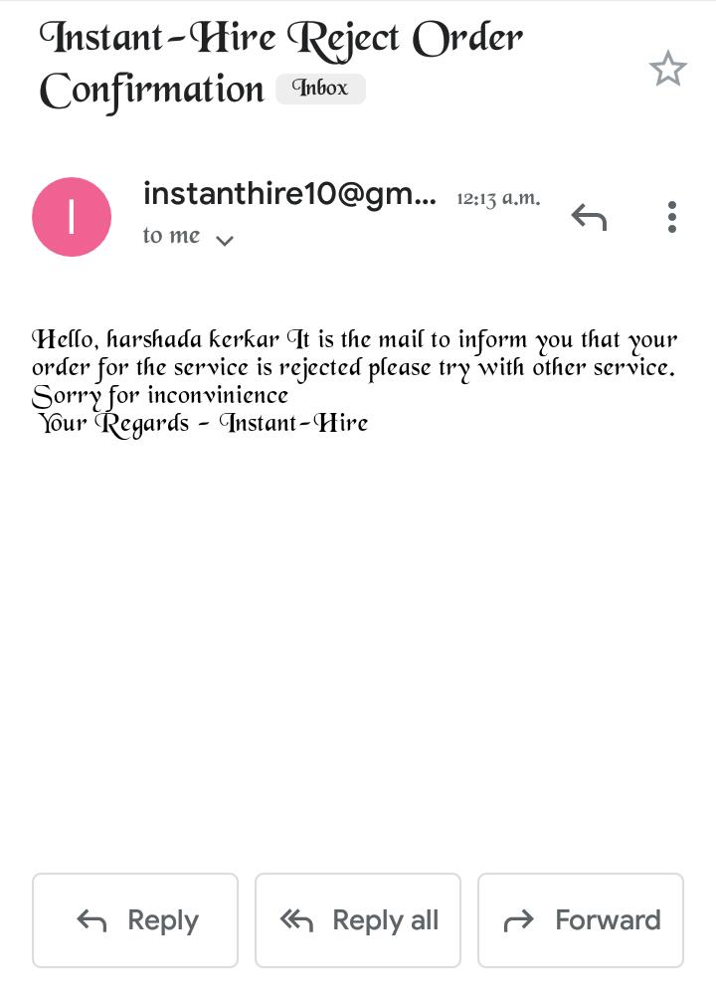 Instant-Hire Reject Order
Confirmation Inbox
I
instanthire10@gm... 12:13 a.m.
to me
Hello, harshada kerkar It is the mail to inform you that your
order for the service is rejected please try with other service.
Sorry for inconvinience
Your Regards - Instant-Hire
Reply Reply all Forward